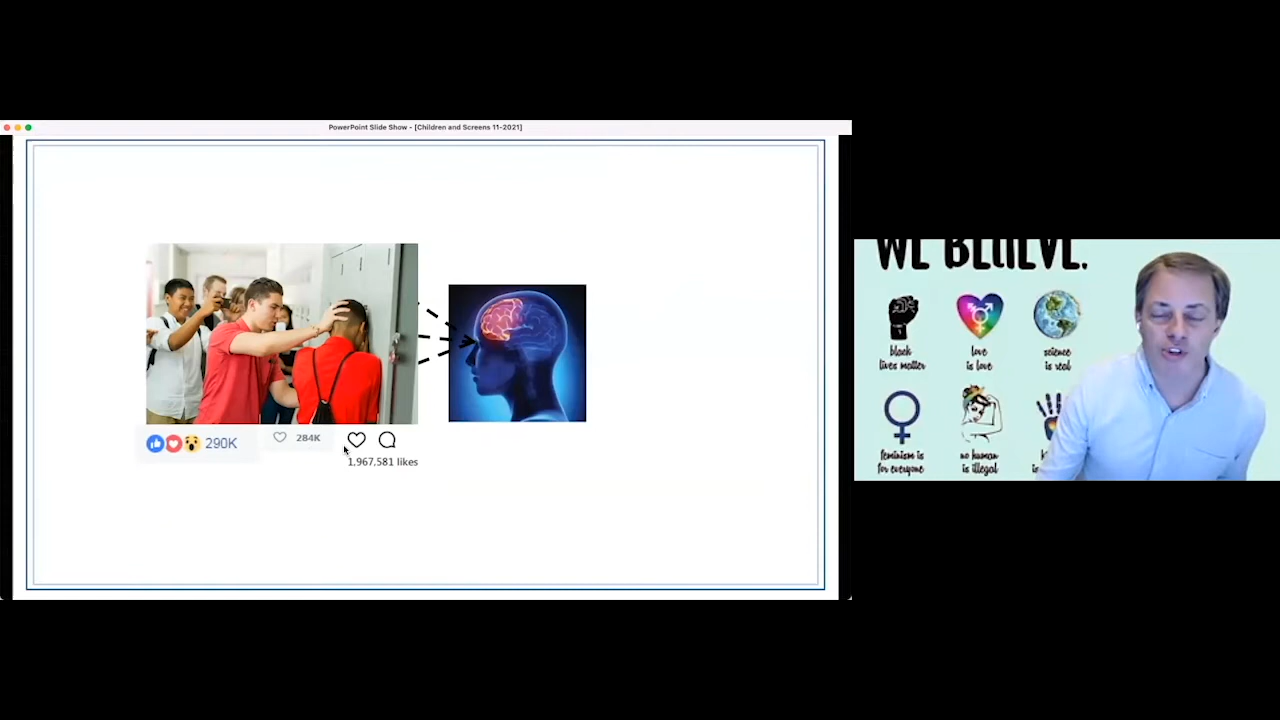 PowerPoint Slide Show - [Children and Screens 11-2021]
290K
284K
1,967,581 likes
WE BELIEVE.
black
lives matter
love
is love
science
is real
feminism is
for everyone
no human
is illegal
is